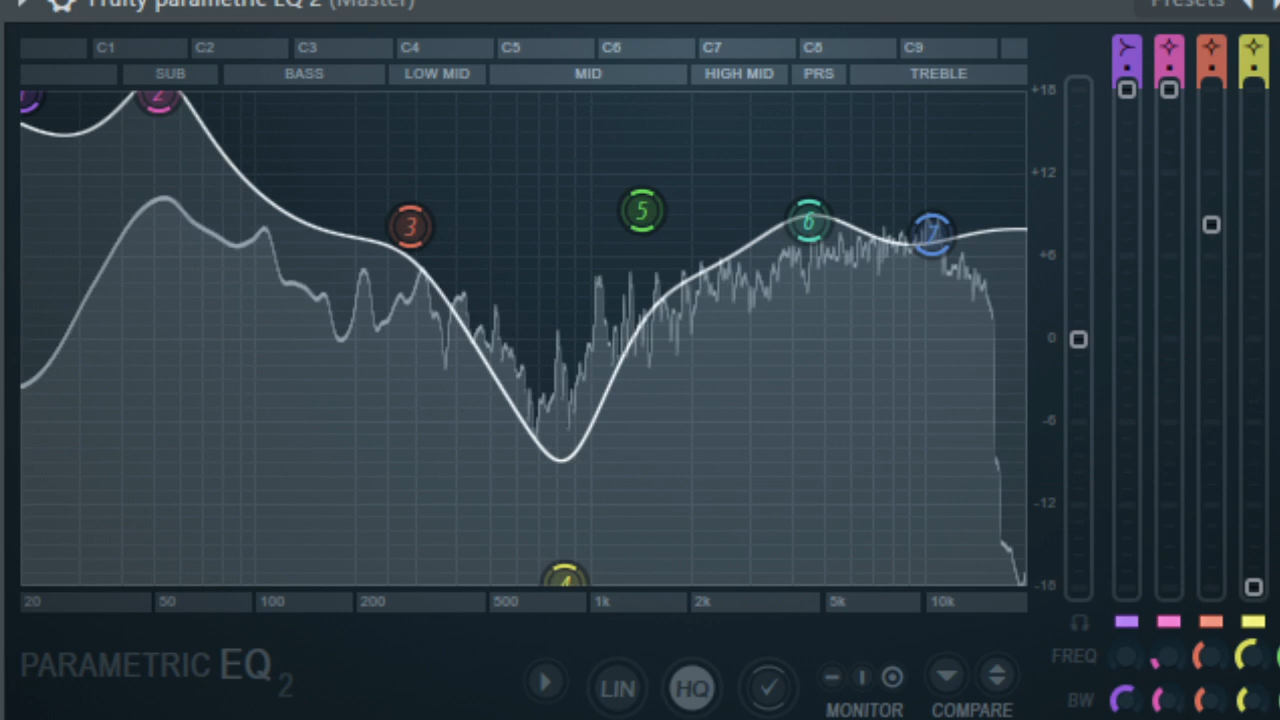 Fruity parametric EQ 2 (Master) Presets
C1 C2 C3 C4 C5 C6 C7 C8 C9
SUB BASS LOW MID MID HIGH MID PRS TREBLE
+18
2
+12
5
3 6 7
+6
0
-6
-12
4
-18
20 50 100 200 500 1k 2k 5k 10k
FREQ
PARAMETRIC EQ 2
LIN HQ
BW
MONITOR COMPARE